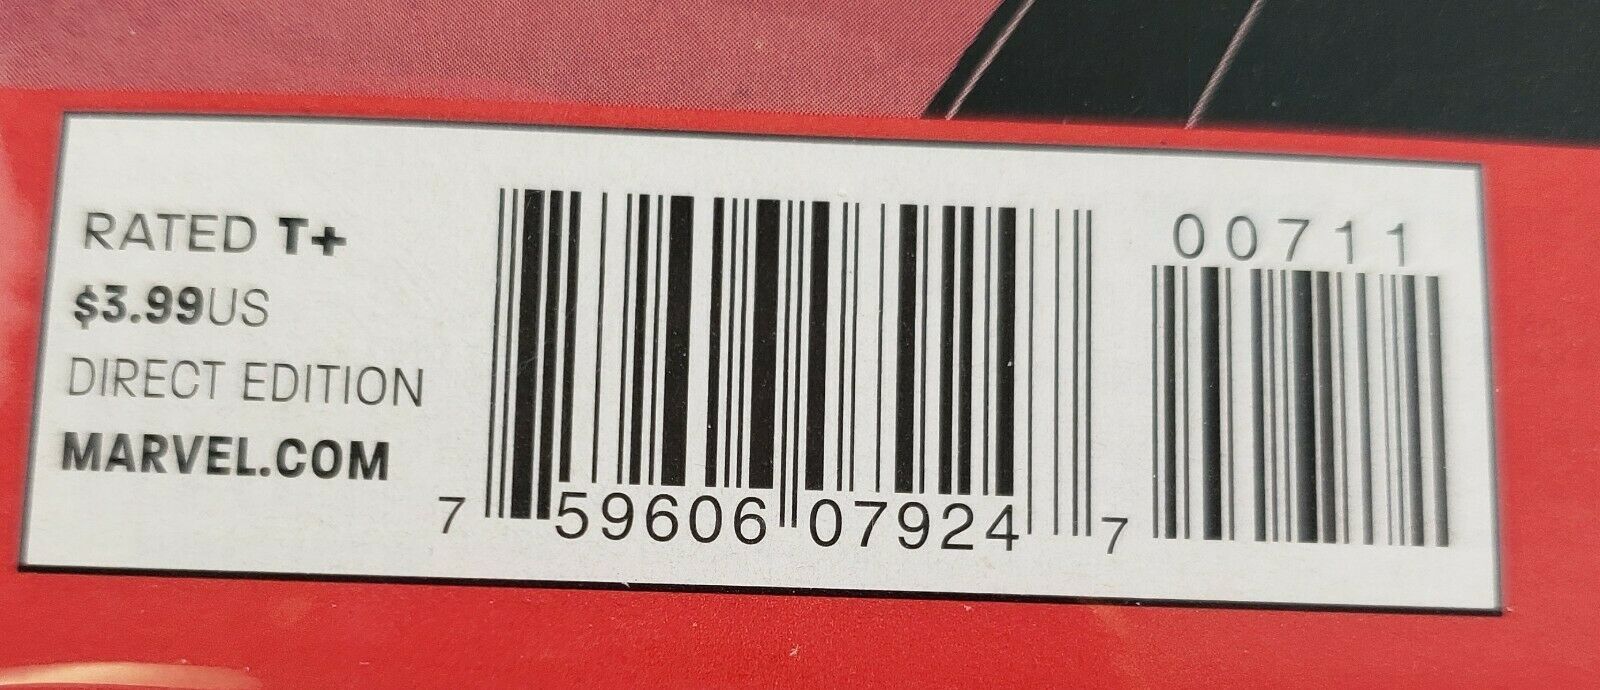 RATED T+
$3.99US
DIRECT EDITION
MARVEL.COM
7 59606 07924 7
00711